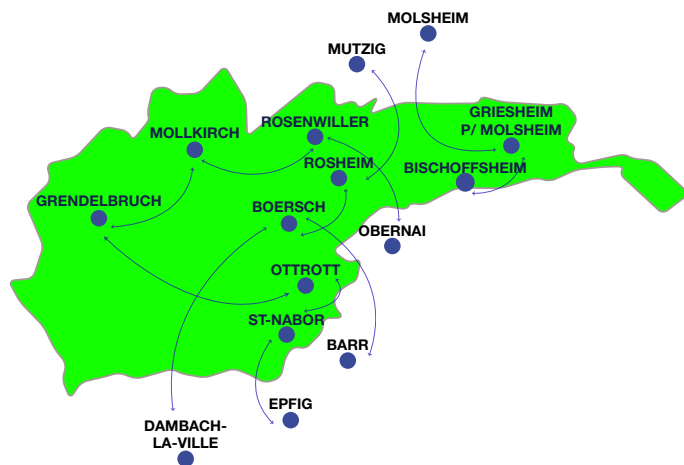 MOLSHEIM
MUTZIG
GRIESHEIM
P/ MOLSHEIM
ROSENWILLER
MOLLKIRCH
ROSHEIM
BISCHOFFSHEIM
GRENDELBRUCH
BOERSCH
OBERNAI
OTTROTT
ST-NABOR
BARR
EPFIG
DAMBACH-
LA-VILLE